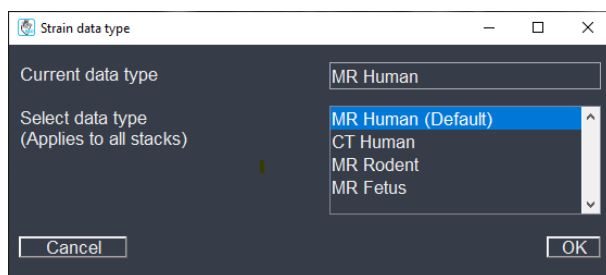 Strain data type
Current data type
MR Human
Select data type
(Applies to all stacks)
MR Human (Default)
CT Human
MR Rodent
MR Fetus
Cancel
OK